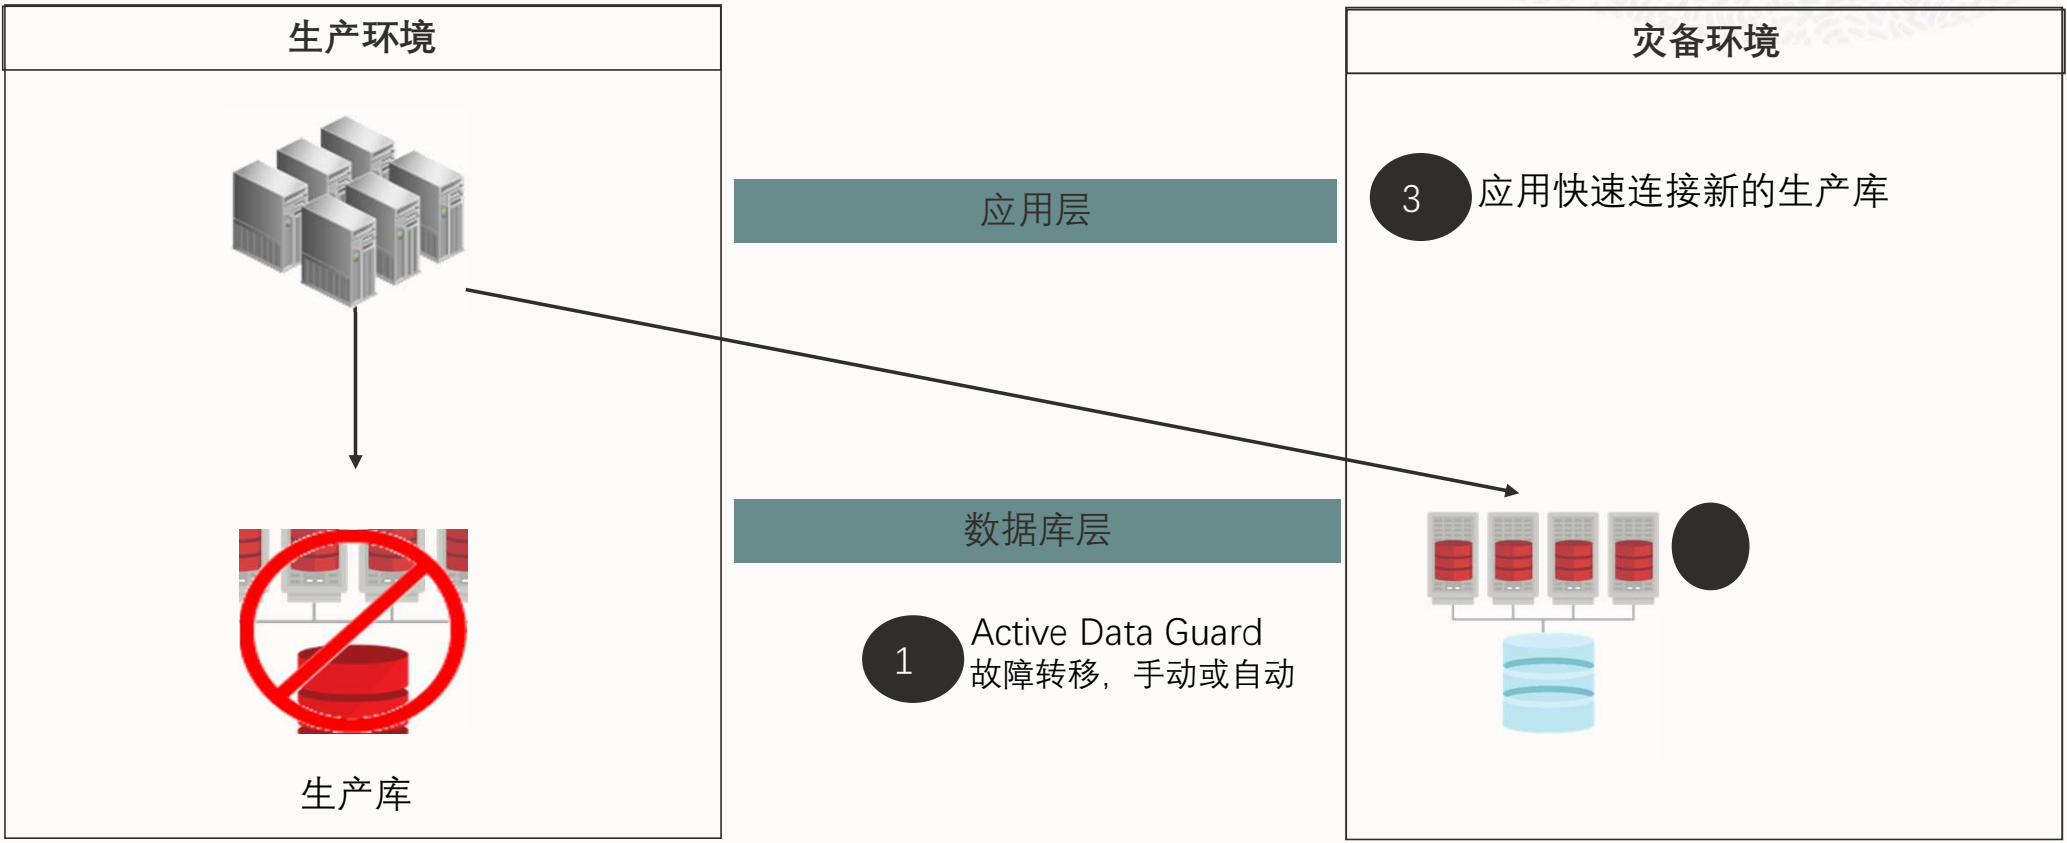 生产环境
灾备环境
3
应用快速连接新的生产库
应用层
数据库层
1
Active Data Guard
故障转移，手动或自动
生产库